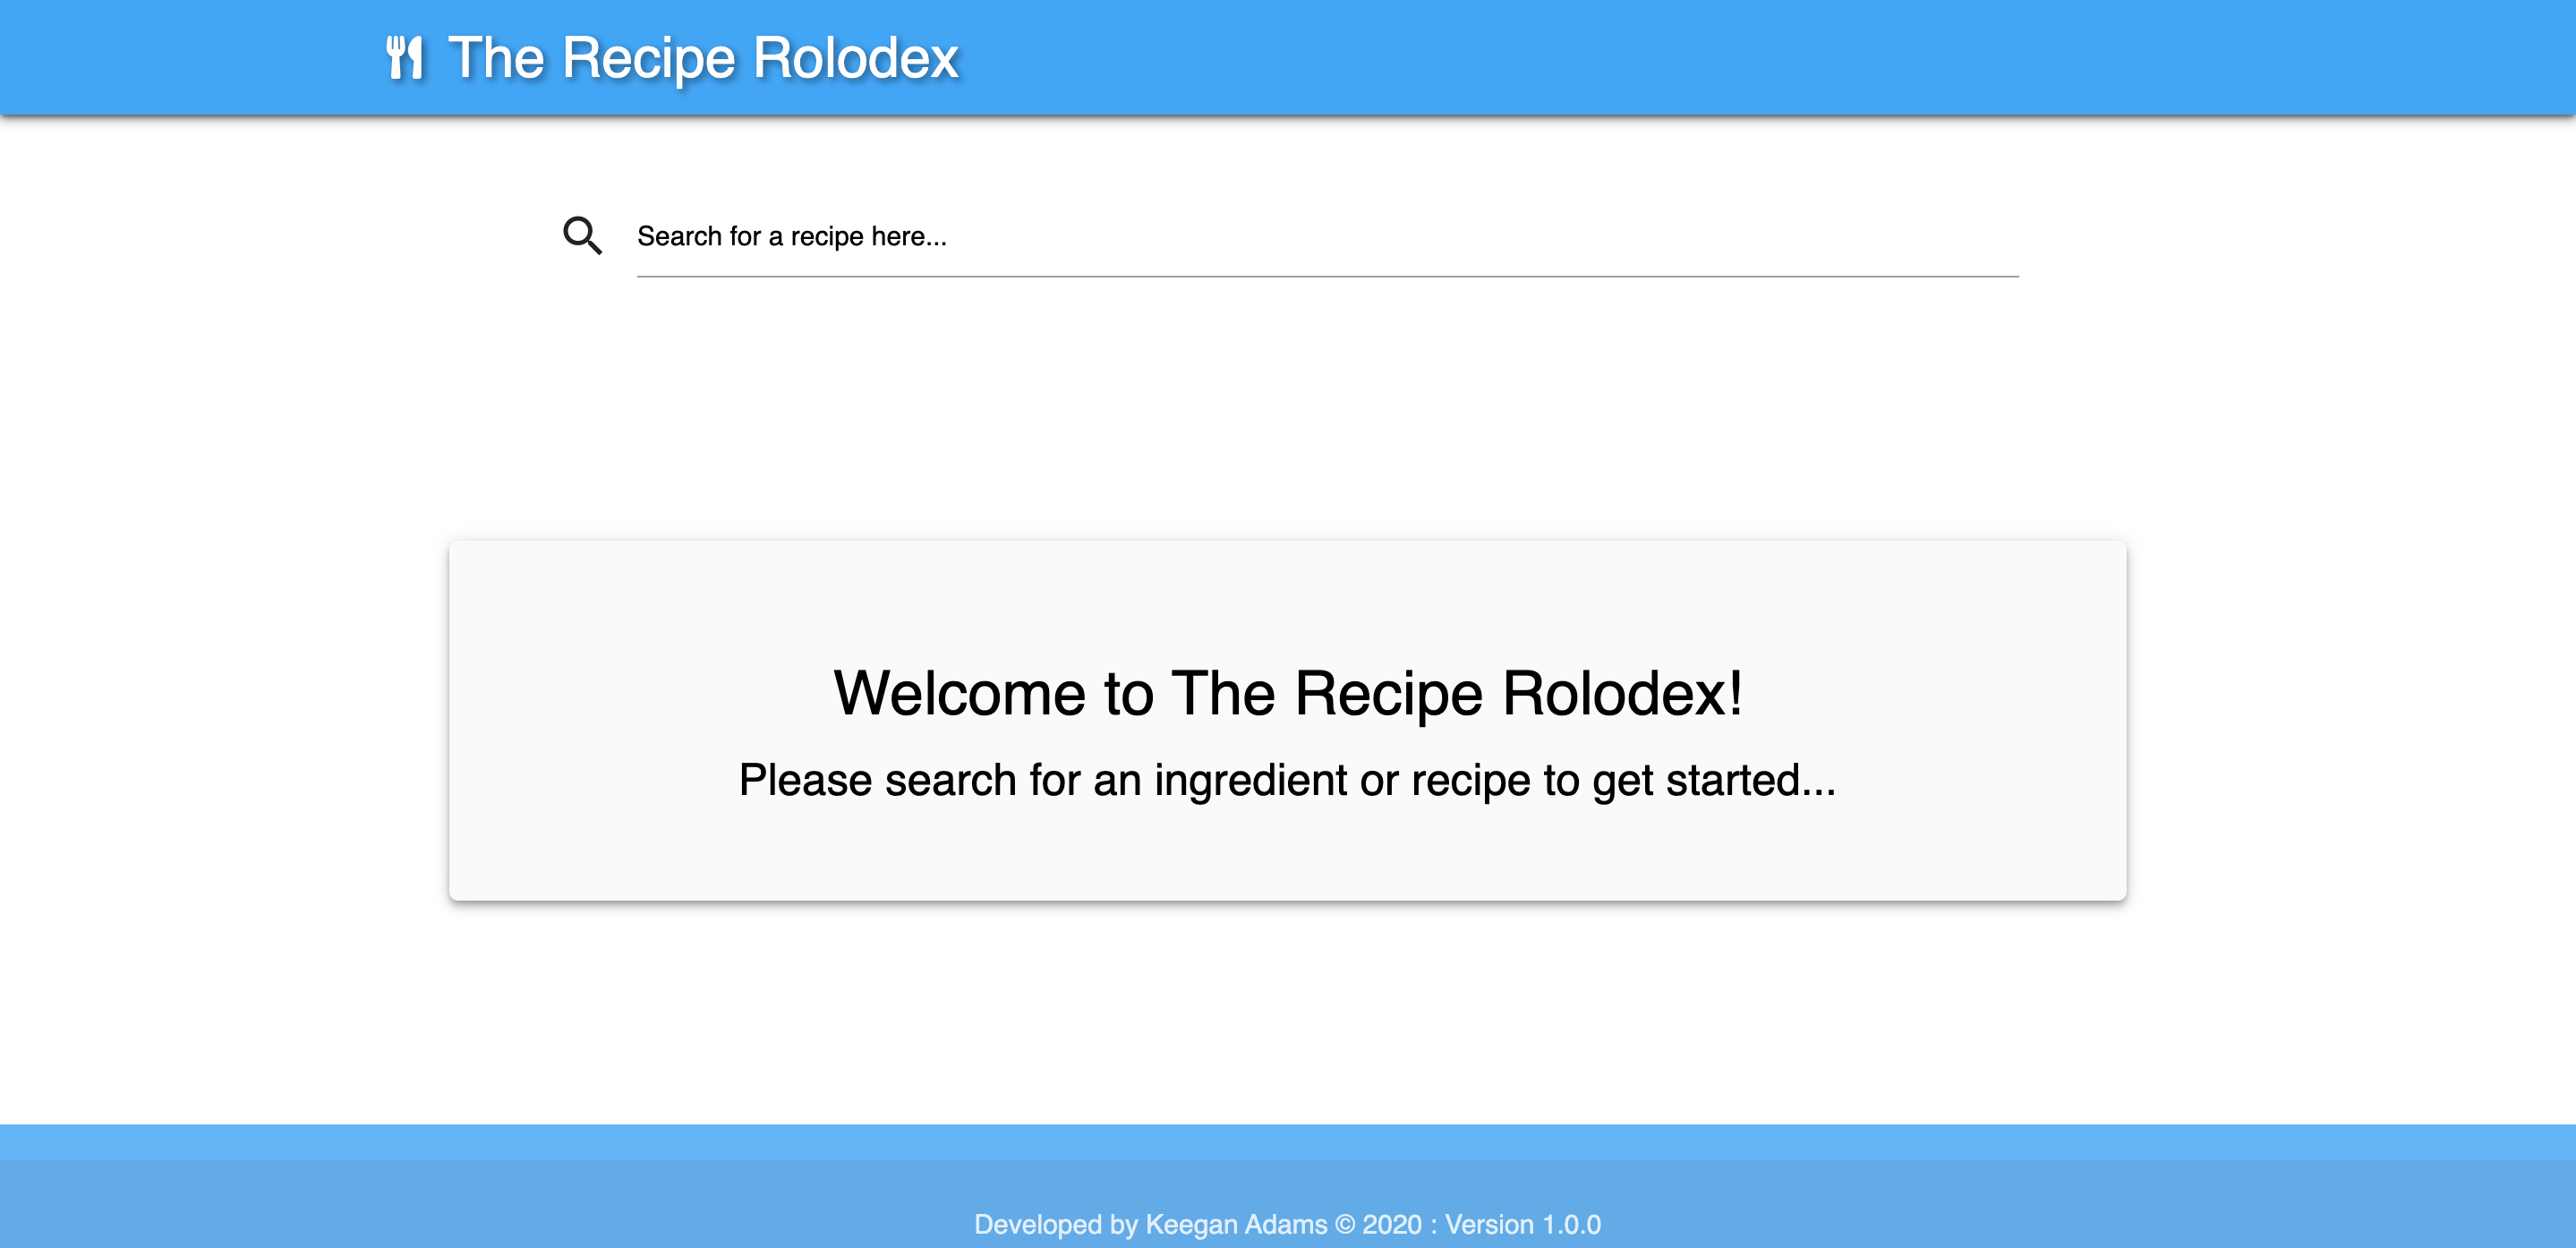 The Recipe Rolodex
Search for a recipe here...
Welcome to The Recipe Rolodex!
Please search for an ingredient or recipe to get started...
Developed by Keegan Adams © 2020 : Version 1.0.0